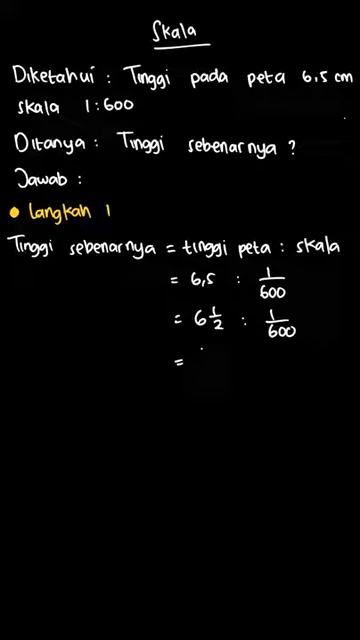 Skala
Diketahui : Tinggi pada peta 6,5 cm
skala 1:600
Ditanya : Tinggi sebenarnya ?
Jawab :
• Langkah 1
Tinggi sebenarnya = tinggi peta : skala
= 6,5 : 1/600
= 6 1/2 : 1/600
=